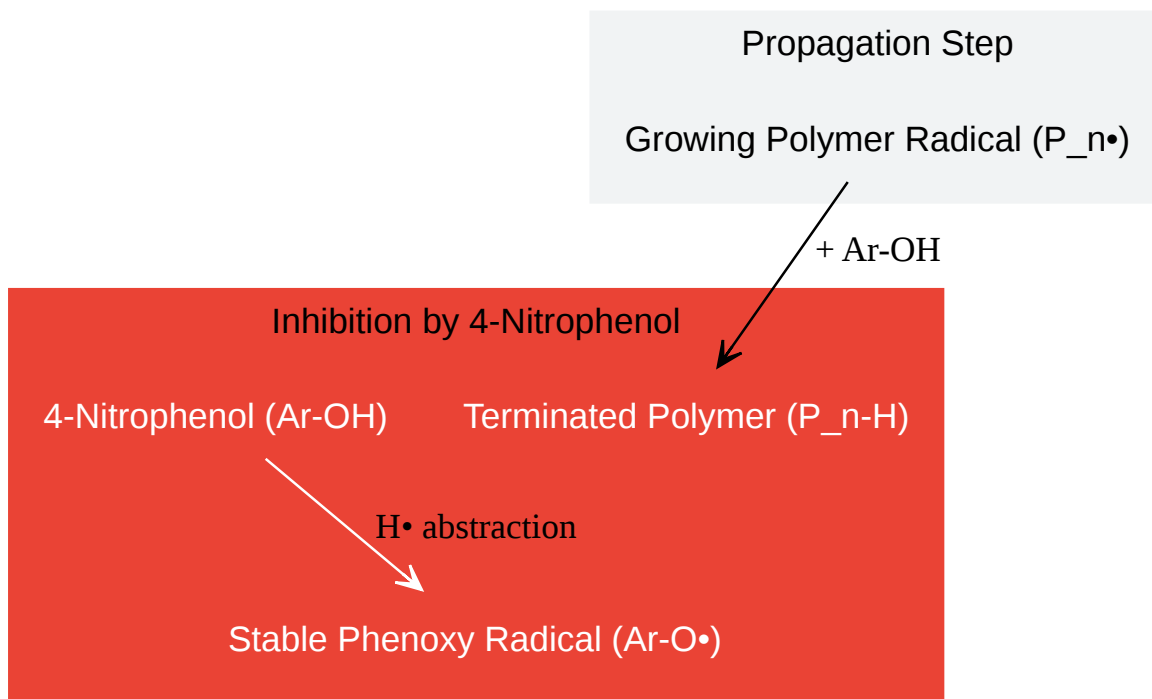 Propagation Step
Growing Polymer Radical (P_n•)
+ Ar-OH
Inhibition by 4-Nitrophenol
4-Nitrophenol (Ar-OH)
Terminated Polymer (P_n-H)
H• abstraction
Stable Phenoxy Radical (Ar-O•)